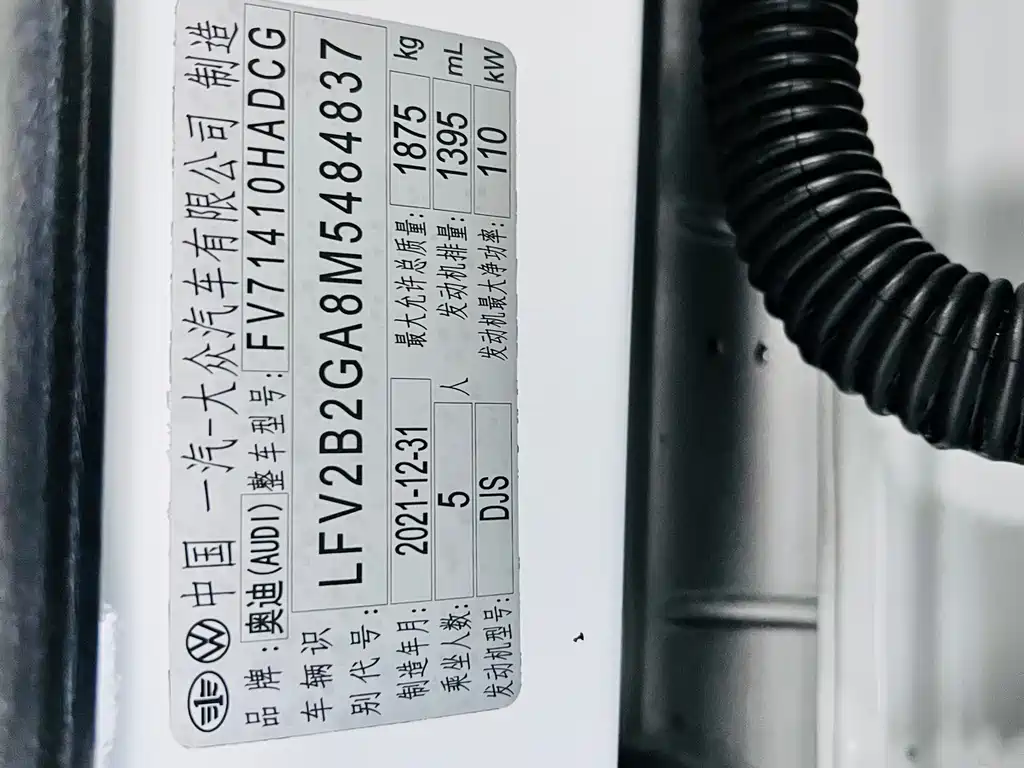 中国 一汽-大众汽车有限公司 制造
品牌:奥迪(AUDI)整车型号:FV71410HADCG
车辆识别代号:LFV2B2GA8M5484837
制造年月:2021-12-31 最大允许总质量:1875 kg
乘坐人数:5 人 发动机排量:1395 mL
发动机型号:DJS 发动机最大净功率:110 kW